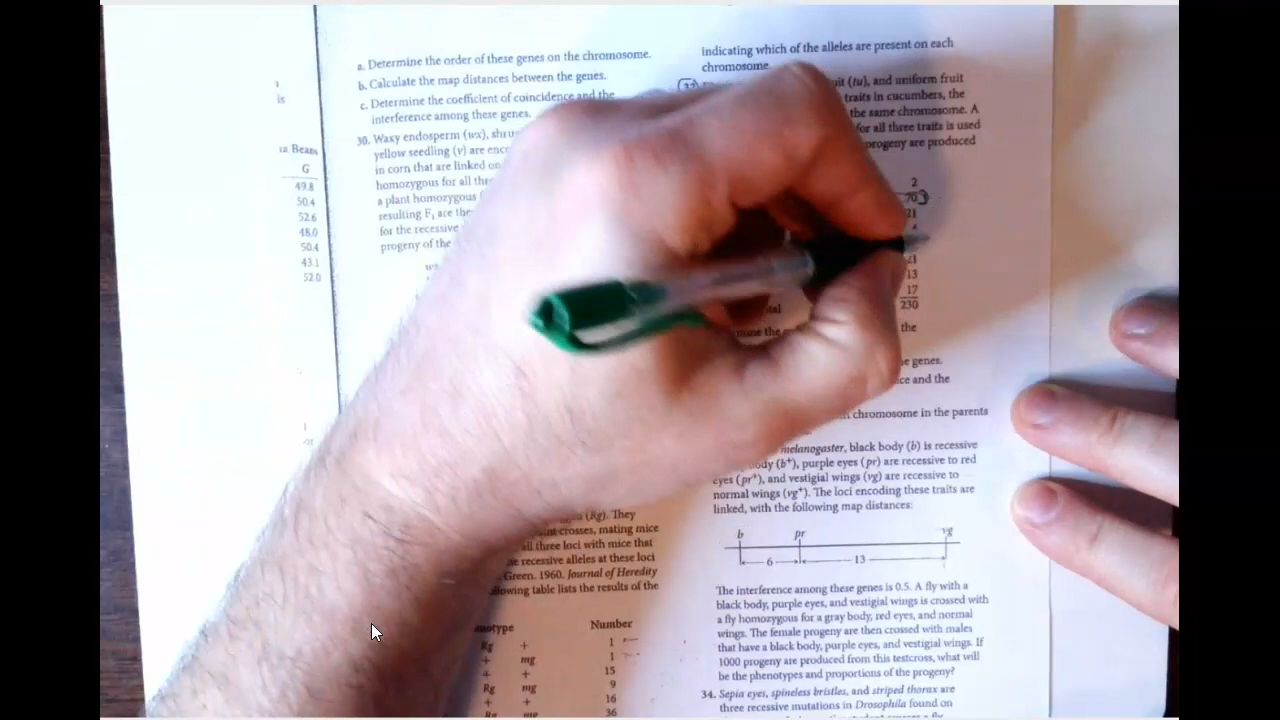 is
Beans
G
49.8
50.4
52.6
48.0
50.4
43.1
52.0
a. Determine the order of these genes on the chromosome.
b. Calculate the map distances between the genes.
c. Determine the coefficient of coincidence and the
interference among these genes.
30. Waxy endosperm (wx),
yellow seedling (v) are
in corn that are linked on
homozygous for all
a plant homozygous
resulting F₁ are the
for the recessive
progeny of the
(Rg). They
crosses, mating mice
all three loci with mice that
recessive alleles at these loci
Green. 1960. Journal of Heredity
table lists the results of the
Number
Rg + 1
+ mg 1
+ + 15
Rg mg 9
+ + 16
Rg mg 36
indicating which of the alleles are present on each
chromosome.
(tu), and uniform fruit
traits in cucumbers, the
the same chromosome. A
for all three traits is used
progeny are produced
2
70
21
21
13
17
230
the
genes.
and the
chromosome in the parents
melanogaster, black body (b) is recessive
(b⁺), purple eyes (pr) are recessive to red
eyes (pr⁺), and vestigial wings (vg) are recessive to
normal wings (vg⁺). The loci encoding these traits are
linked, with the following map distances:
b pr vg
6 13
The interference among these genes is 0.5. A fly with a
black body, purple eyes, and vestigial wings is crossed with
a fly homozygous for a gray body, red eyes, and normal
wings. The female progeny are then crossed with males
that have a black body, purple eyes, and vestigial wings. If
1000 progeny are produced from this testcross, what will
be the phenotypes and proportions of the progeny?
34. Sepia eyes, spineless bristles, and striped thorax are
three recessive mutations in Drosophila found on